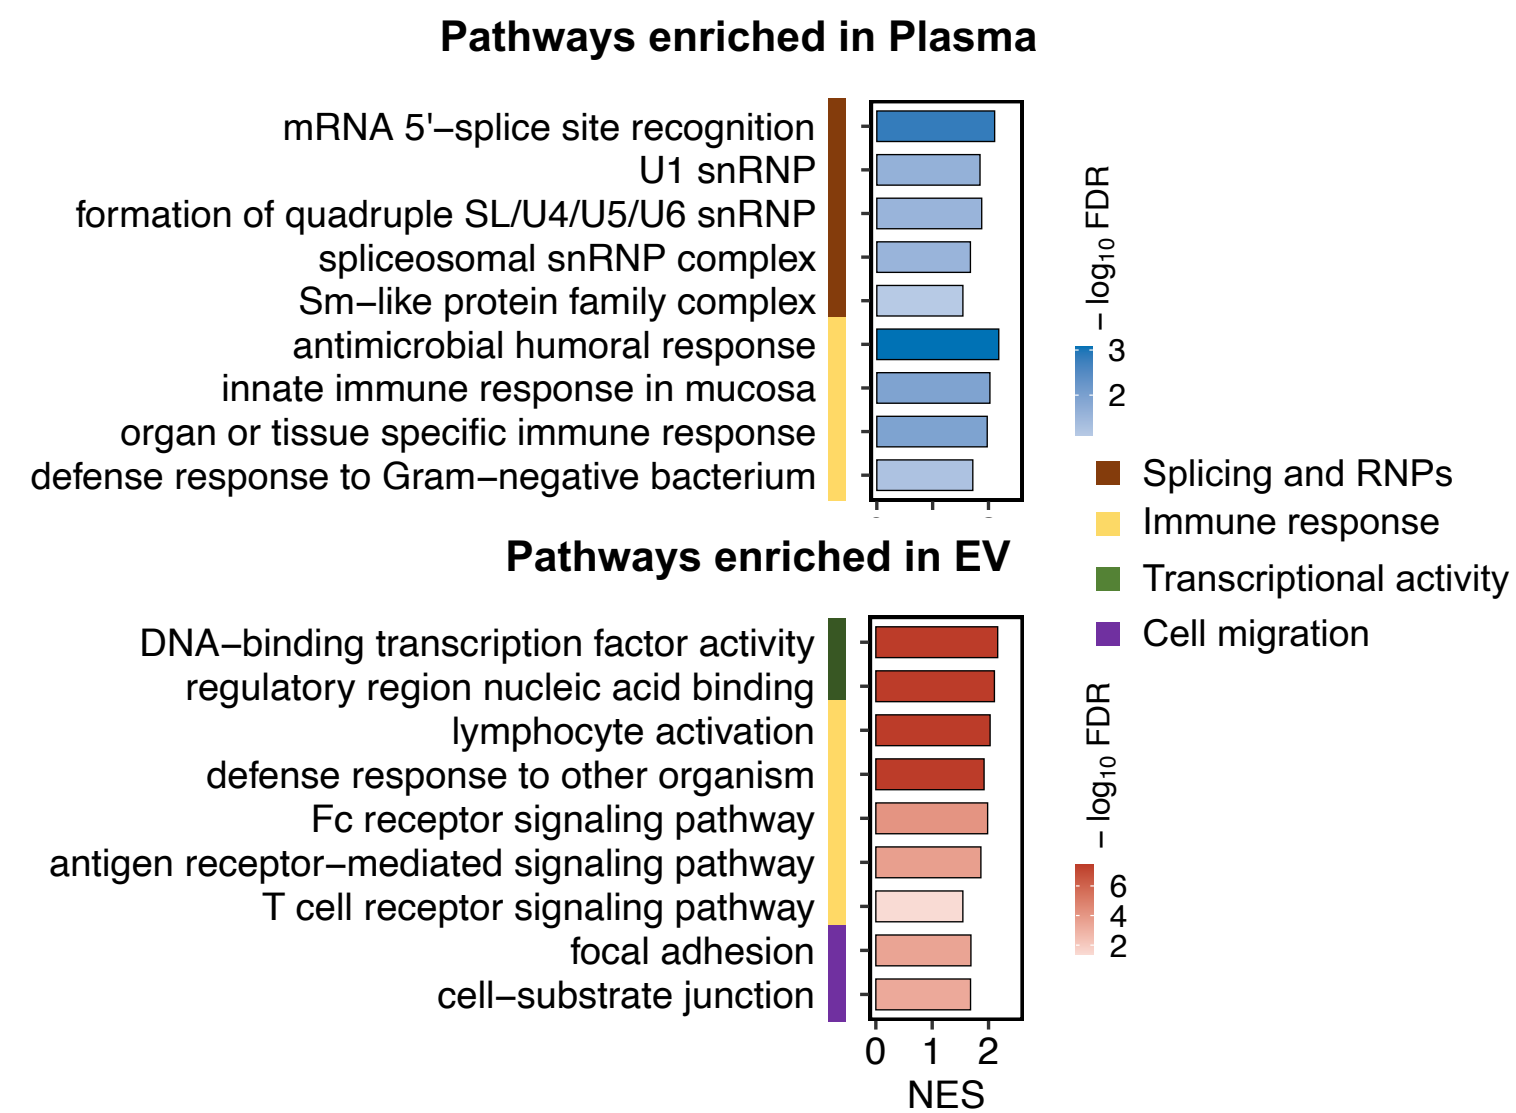 Pathways enriched in Plasma
mRNA 5'−splice site recognition
U1 snRNP
formation of quadruple SL/U4/U5/U6 snRNP
spliceosomal snRNP complex
Sm−like protein family complex
antimicrobial humoral response
innate immune response in mucosa
organ or tissue specific immune response
defense response to Gram−negative bacterium
− log10 FDR
3
2
Splicing and RNPs
Immune response
Transcriptional activity
Cell migration
Pathways enriched in EV
DNA−binding transcription factor activity
regulatory region nucleic acid binding
lymphocyte activation
defense response to other organism
Fc receptor signaling pathway
antigen receptor−mediated signaling pathway
T cell receptor signaling pathway
focal adhesion
cell−substrate junction
− log10 FDR
6
4
2
0 1 2
NES